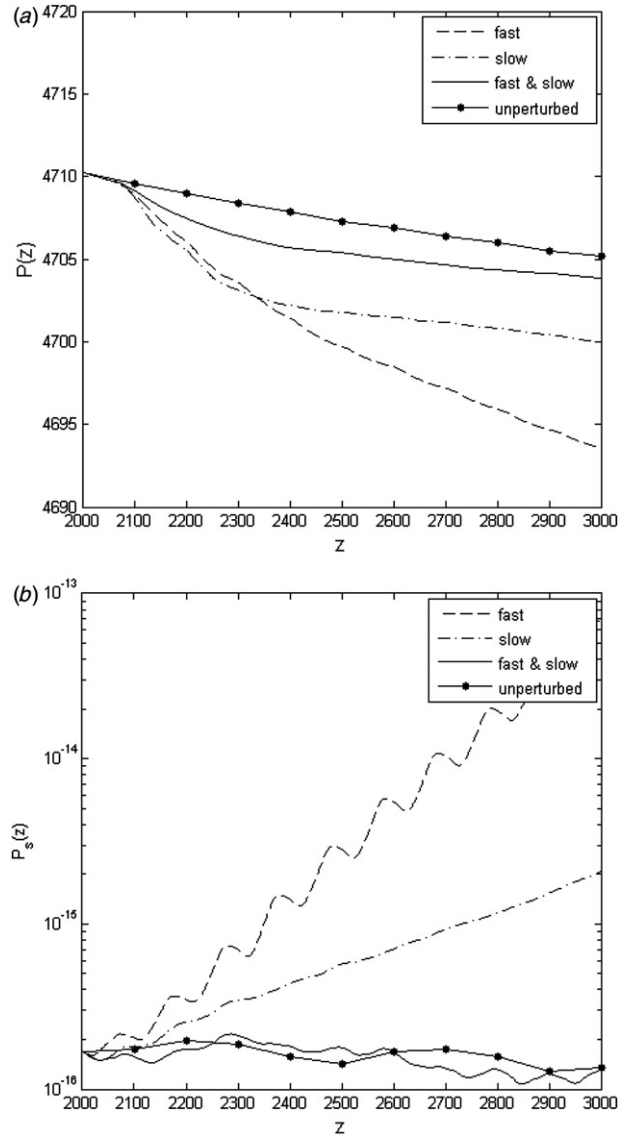 (a)
4720
4715
4710
4705
4700
4695
4690
P(z)
fast
slow
fast & slow
unperturbed
2000 2100 2200 2300 2400 2500 2600 2700 2800 2900 3000
z
(b)
10⁻¹³
10⁻¹⁴
10⁻¹⁵
10⁻¹⁶
Pₛ(z)
fast
slow
fast & slow
unperturbed
2000 2100 2200 2300 2400 2500 2600 2700 2800 2900 3000
z